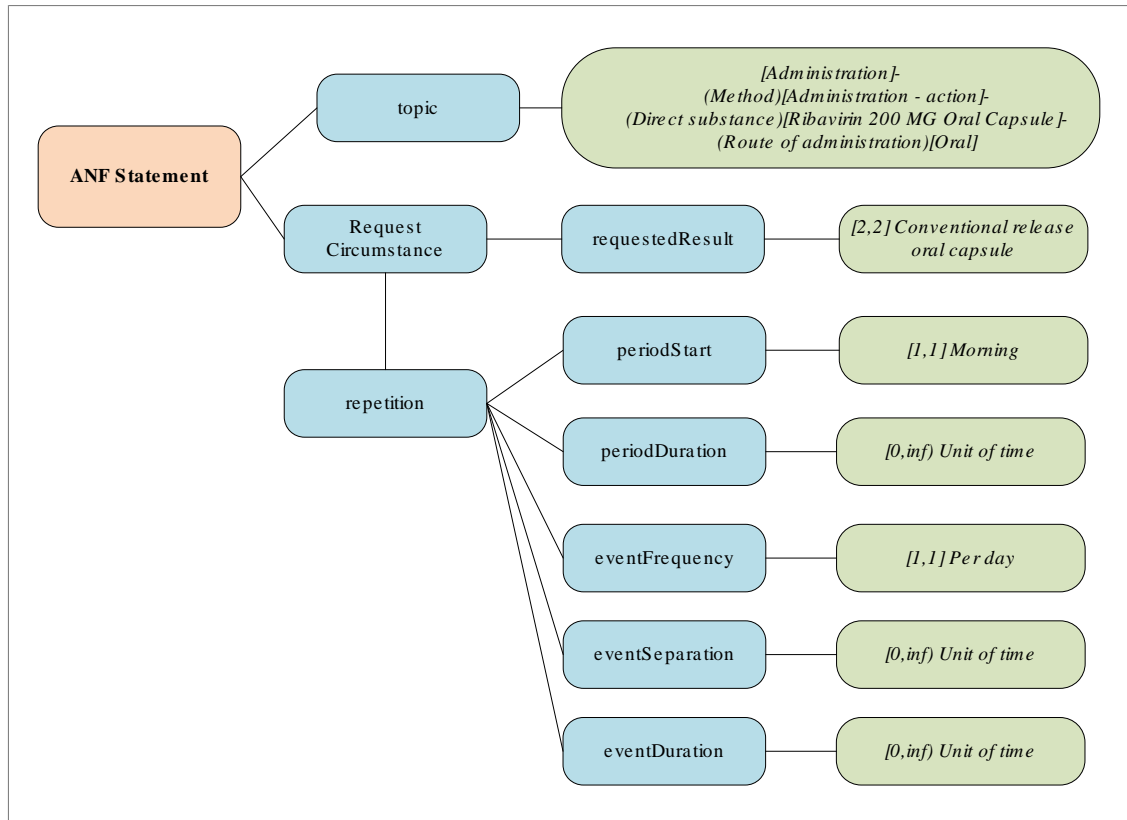 ANF Statement
topic
[Administration]-
(Method)[Administration - action]-
(Direct substance)[Ribavirin 200 MG Oral Capsule]-
(Route of administration)[Oral]
Request
Circumstance
requestedResult
[2,2] Conventional release
oral capsule
repetition
periodStart
[1,1] Morning
periodDuration
[0,inf) Unit of time
eventFrequency
[1,1] Per day
eventSeparation
[0,inf) Unit of time
eventDuration
[0,inf) Unit of time